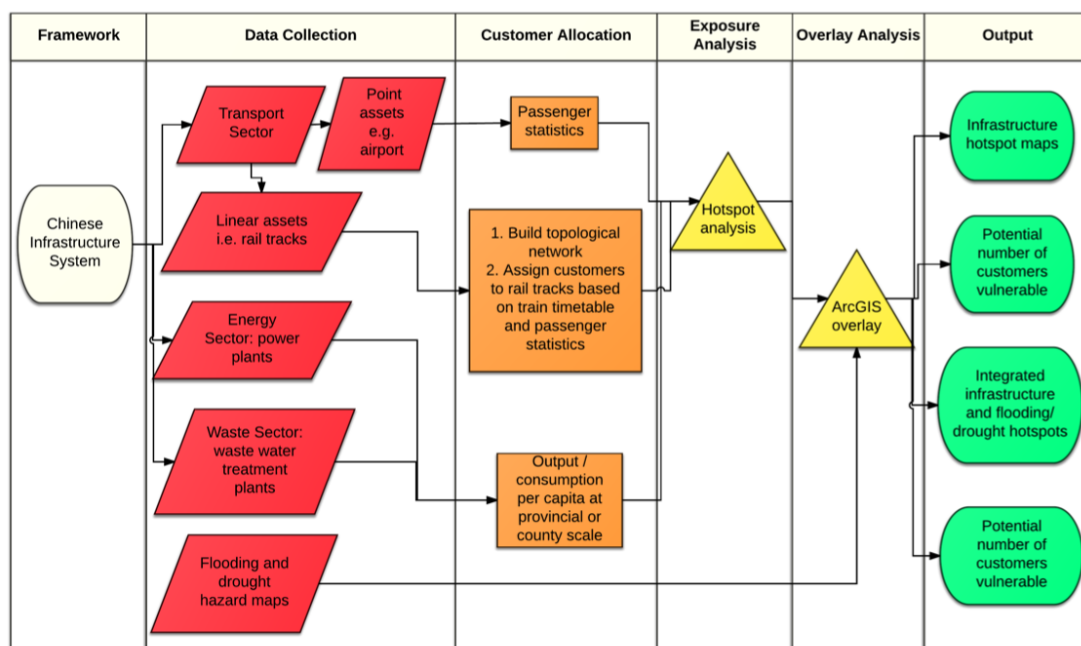 Framework
Data Collection
Customer Allocation
Exposure
Analysis
Overlay Analysis
Output
Chinese
Infrastructure
System
Transport
Sector
Point
assets
e.g.
airport
Linear assets
i.e. rail tracks
Energy
Sector: power
plants
Waste Sector:
waste water
treatment
plants
Flooding and
drought
hazard maps
Passenger
statistics
1. Build topological
network
2. Assign customers
to rail tracks based
on train timetable
and passenger
statistics
Output /
consumption
per capita at
provincial or
county scale
Hotspot
analysis
ArcGIS
overlay
Infrastructure
hotspot maps
Potential
number of
customers
vulnerable
Integrated
infrastructure
and flooding/
drought hotspots
Potential
number of
customers
vulnerable